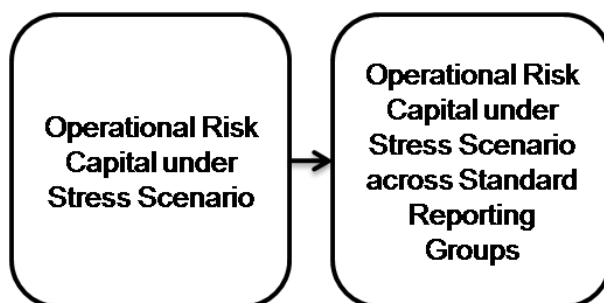 Operational Risk
Capital under
Stress Scenario
Operational Risk
Capital under
Stress Scenario
across Standard
Reporting
Groups